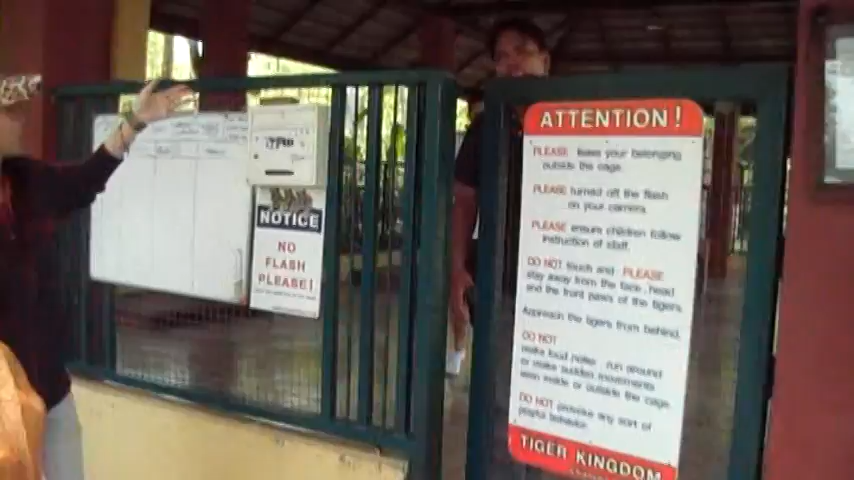 NOTICE
NO
FLASH
PLEASE!
ATTENTION!
PLEASE leave your belonging
outside the cage.
PLEASE turned off the flash
on your camera.
PLEASE ensure children follow
instruction of staff.
DO NOT touch and PLEASE
stay away from the face, head
and the front paws of the tigers.
Approach the tigers from behind.
DO NOT
make loud noise, run around
or make sudden movements
even inside or outside the cage.
DO NOT provoke any sort of
playful behavior.
TIGER KINGDOM